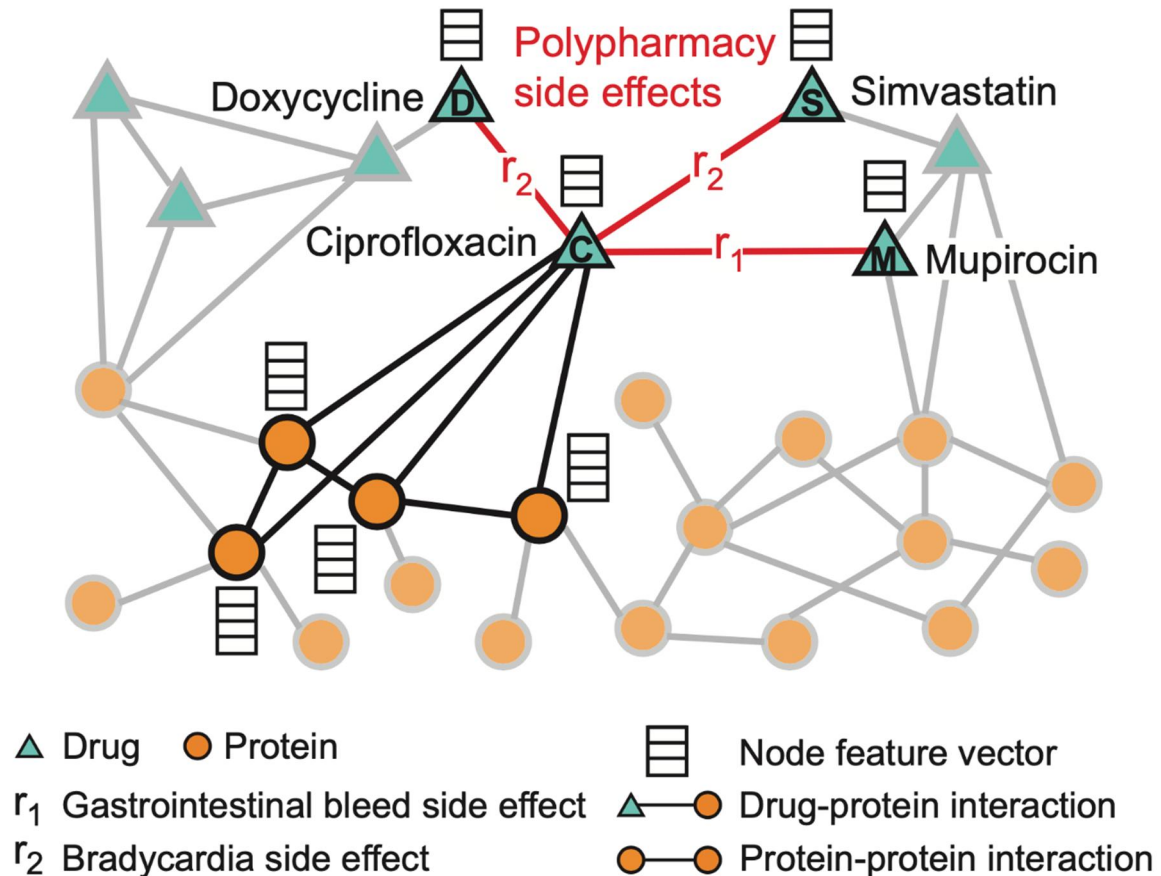 Polypharmacy
side effects
Doxycycline
D
S
Simvastatin
r2
r2
Ciprofloxacin
C
r1
M
Mupirocin
Drug
Protein
Node feature vector
r1 Gastrointestinal bleed side effect
Drug-protein interaction
r2 Bradycardia side effect
Protein-protein interaction